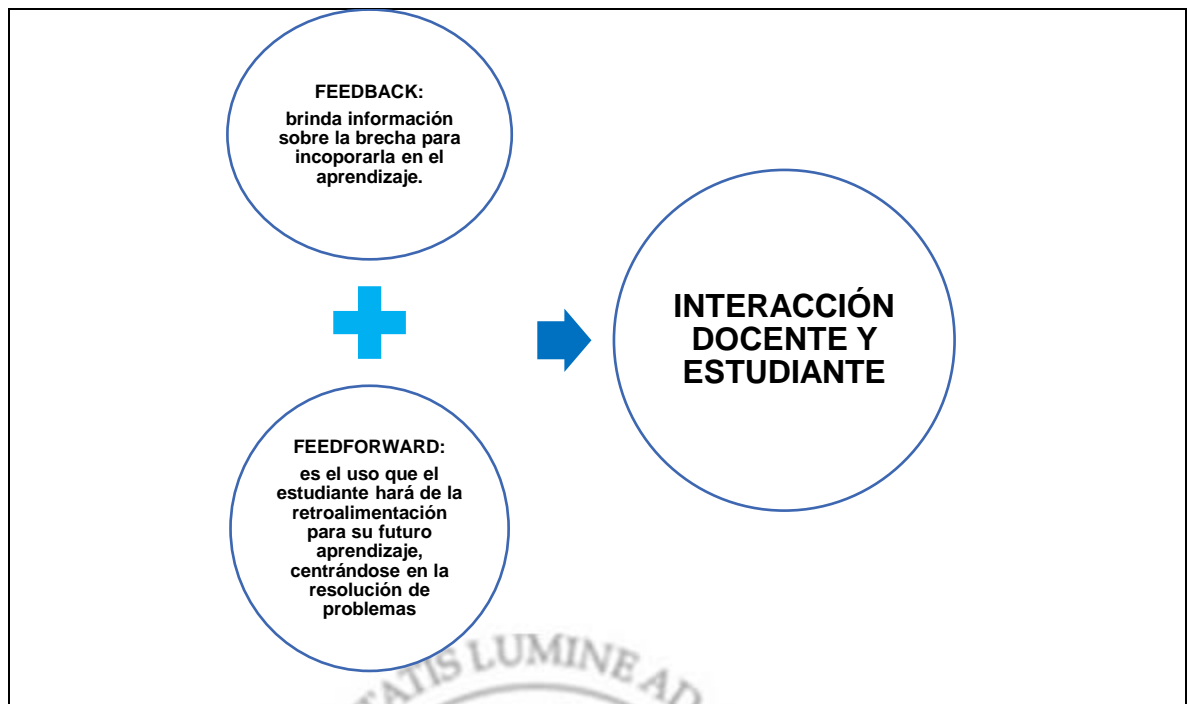 FEEDBACK:
brinda información
sobre la brecha para
incoporarla en el
aprendizaje.
INTERACCIÓN
DOCENTE Y
ESTUDIANTE
FEEDFORWARD:
es el uso que el
estudiante hará de la
retroalimentación
para su futuro
aprendizaje,
centrándose en la
resolución de
problemas
LUMINE